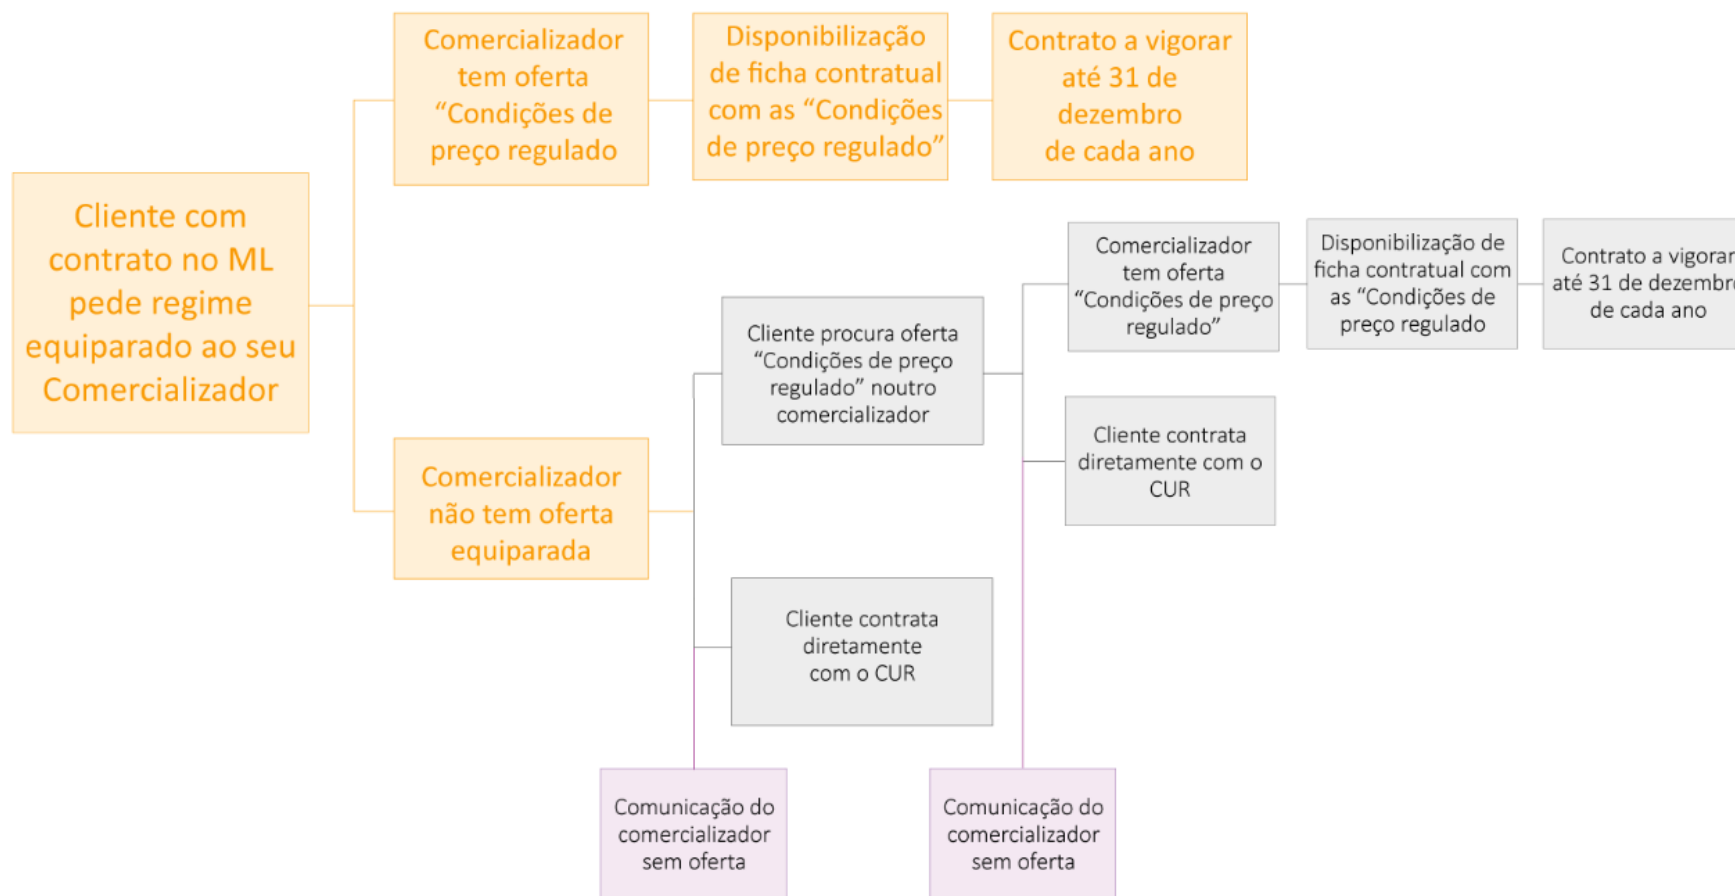 Cliente com
contrato no ML
pede regime
equiparado ao seu
Comercializador
Comercializador
tem oferta
“Condições de
preço regulado
Disponibilização
de ficha contratual
com as “Condições
de preço regulado”
Contrato a vigorar
até 31 de
dezembro
de cada ano
Comercializador
não tem oferta
equiparada
Cliente procura oferta
“Condições de preço
regulado” noutro
comercializador
Comercializador
tem oferta
“Condições de preço
regulado”
Disponibilização de
ficha contratual com
as “Condições de
preço regulado
Contrato a vigorar
até 31 de dezembro
de cada ano
Cliente contrata
diretamente com o
CUR
Cliente contrata
diretamente
com o CUR
Comunicação do
comercializador
sem oferta
Comunicação do
comercializador
sem oferta